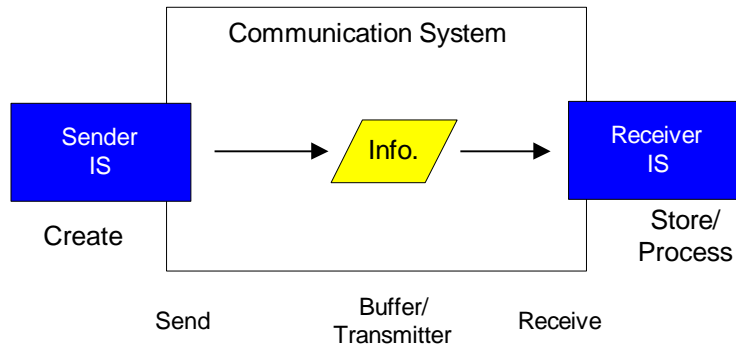 Communication System
Sender
IS
Info.
Receiver
IS
Create
Store/
Process
Send
Buffer/
Transmitter
Receive